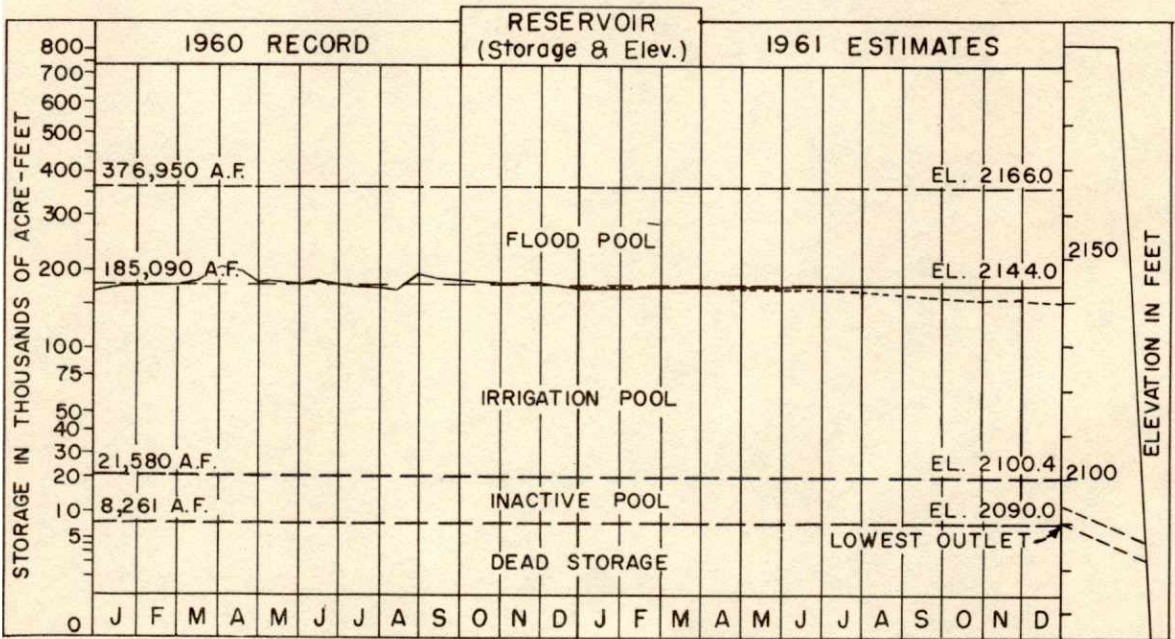 RESERVOIR
(Storage & Elev.)
1960 RECORD
1961 ESTIMATES
STORAGE IN THOUSANDS OF ACRE-FEET
800
700
600
500
400
300
200
100
75
50
40
30
20
10
5
0
376,950 A.F.
EL. 2166.0
FLOOD POOL
185,090 A.F.
EL. 2144.0
IRRIGATION POOL
21,580 A.F.
EL. 2100.4
INACTIVE POOL
8,261 A.F.
EL. 2090.0
LOWEST OUTLET
DEAD STORAGE
J F M A M J J A S O N D J F M A M J J A S O N D
2150
2100
ELEVATION IN FEET